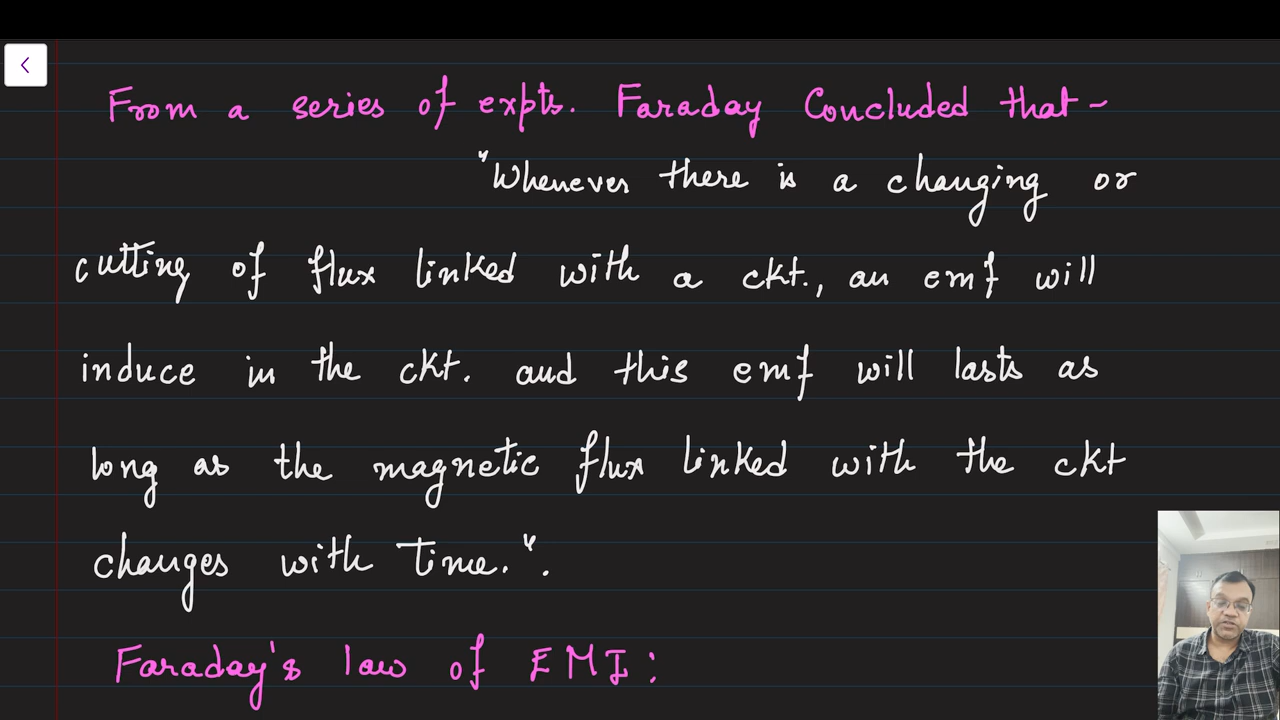 From a series of expts. Faraday Concluded that -
"Whenever there is a changing or
cutting of flux linked with a ckt., an emf will
induce in the ckt. and this emf will lasts as
long as the magnetic flux linked with the ckt
changes with Time.".
Faraday's law of EMI: